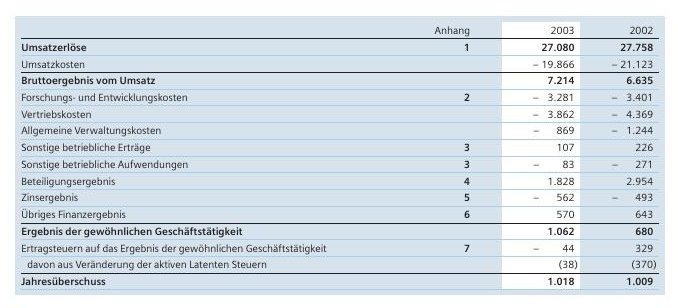 Anhang 2003 2002
Umsatzerlöse 1 27.080 27.758
Umsatzkosten – 19.866 – 21.123
Bruttoergebnis vom Umsatz 7.214 6.635
Forschungs- und Entwicklungskosten 2 – 3.281 – 3.401
Vertriebskosten – 3.862 – 4.369
Allgemeine Verwaltungskosten – 869 – 1.244
Sonstige betriebliche Erträge 3 107 226
Sonstige betriebliche Aufwendungen 3 – 83 – 271
Beteiligungsergebnis 4 1.828 2.954
Zinsergebnis 5 – 562 – 493
Übriges Finanzergebnis 6 570 643
Ergebnis der gewöhnlichen Geschäftstätigkeit 1.062 680
Ertragsteuern auf das Ergebnis der gewöhnlichen Geschäftstätigkeit 7 – 44 329
davon aus Veränderung der aktiven Latenten Steuern (38) (370)
Jahresüberschuss 1.018 1.009